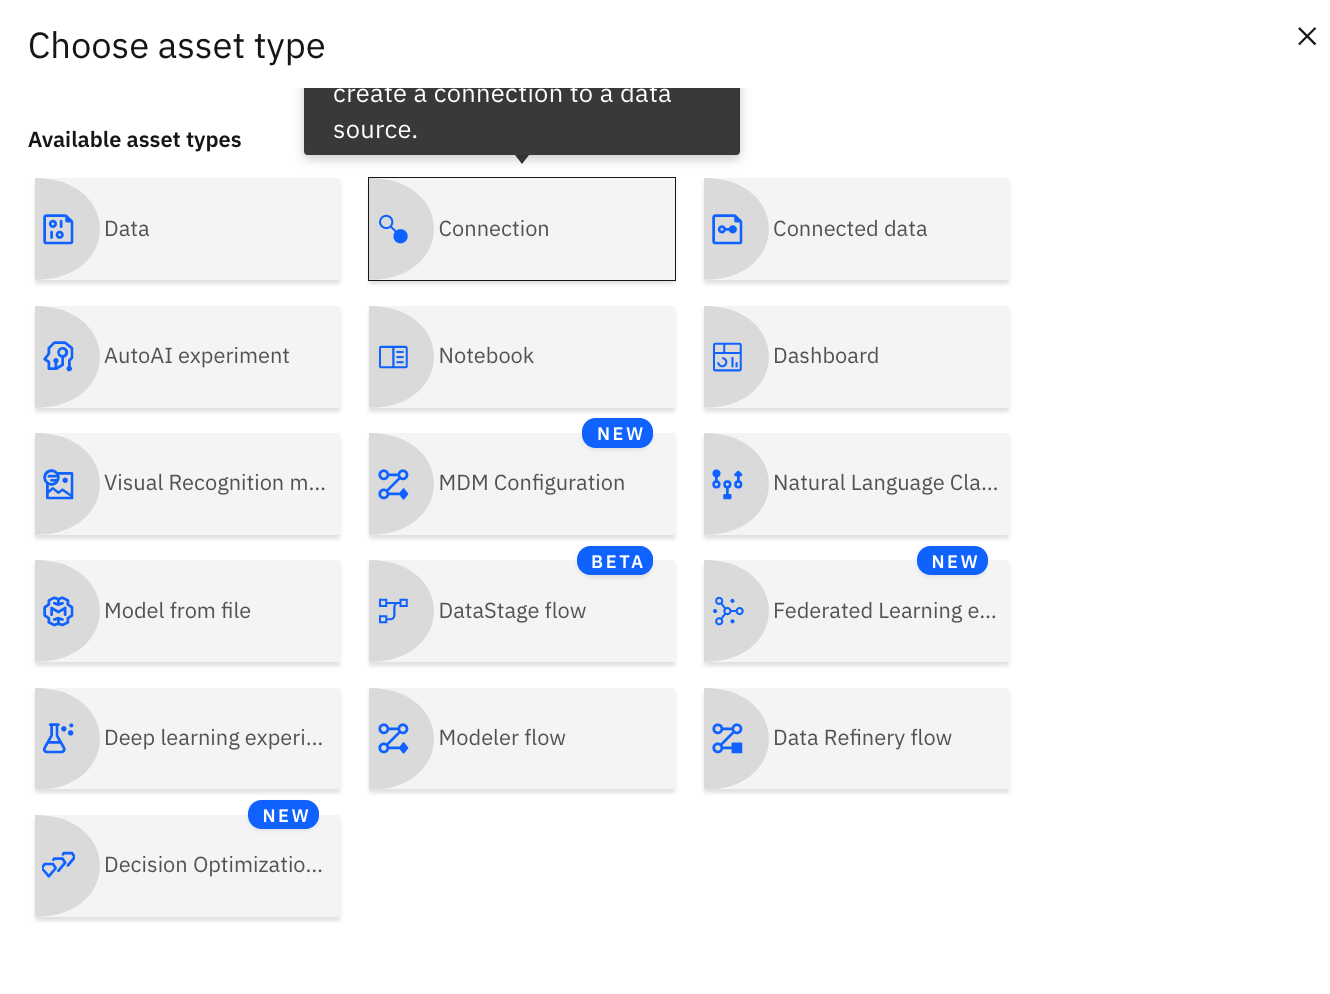 Choose asset type
create a connection to a data
source.
Available asset types
Data
Connection
Connected data
AutoAI experiment
Notebook
Dashboard
Visual Recognition m...
NEW
MDM Configuration
Natural Language Cla...
Model from file
BETA
DataStage flow
NEW
Federated Learning e...
Deep learning experi...
Modeler flow
Data Refinery flow
NEW
Decision Optimizatio...